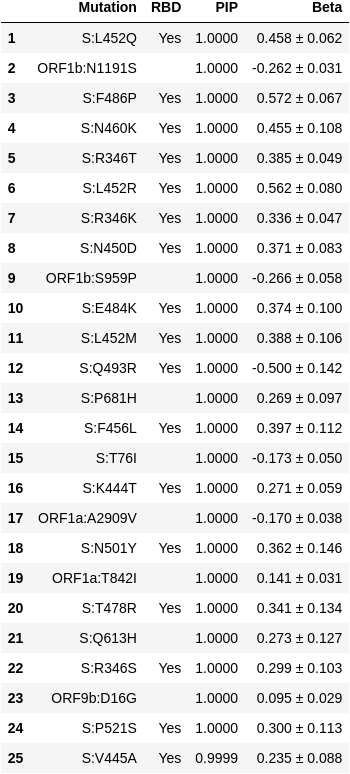 Mutation RBD PIP Beta
1 S:L452Q Yes 1.0000 0.458 ± 0.062
2 ORF1b:N1191S 1.0000 -0.262 ± 0.031
3 S:F486P Yes 1.0000 0.572 ± 0.067
4 S:N460K Yes 1.0000 0.455 ± 0.108
5 S:R346T Yes 1.0000 0.385 ± 0.049
6 S:L452R Yes 1.0000 0.562 ± 0.080
7 S:R346K Yes 1.0000 0.336 ± 0.047
8 S:N450D Yes 1.0000 0.371 ± 0.083
9 ORF1b:S959P 1.0000 -0.266 ± 0.058
10 S:E484K Yes 1.0000 0.374 ± 0.100
11 S:L452M Yes 1.0000 0.388 ± 0.106
12 S:Q493R Yes 1.0000 -0.500 ± 0.142
13 S:P681H 1.0000 0.269 ± 0.097
14 S:F456L Yes 1.0000 0.397 ± 0.112
15 S:T76I 1.0000 -0.173 ± 0.050
16 S:K444T Yes 1.0000 0.271 ± 0.059
17 ORF1a:A2909V 1.0000 -0.170 ± 0.038
18 S:N501Y Yes 1.0000 0.362 ± 0.146
19 ORF1a:T842I 1.0000 0.141 ± 0.031
20 S:T478R Yes 1.0000 0.341 ± 0.134
21 S:Q613H 1.0000 0.273 ± 0.127
22 S:R346S Yes 1.0000 0.299 ± 0.103
23 ORF9b:D16G 1.0000 0.095 ± 0.029
24 S:P521S Yes 1.0000 0.300 ± 0.113
25 S:V445A Yes 0.9999 0.235 ± 0.088